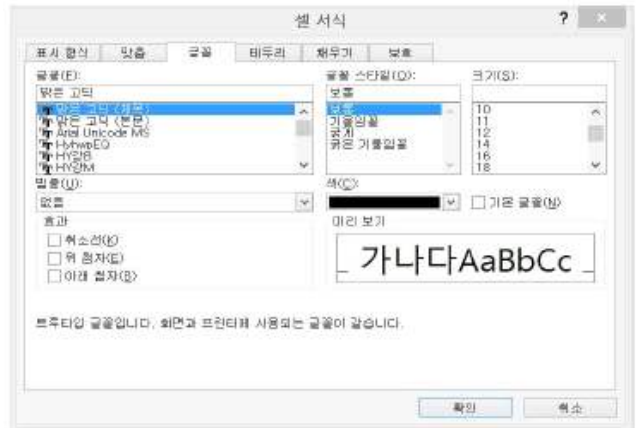 셀 서식 ?
표시 형식 맞춤 글꼴 테두리 채우기 보호
글꼴(E): 글꼴 스타일(O): 크기(S):
맑은 고딕 보통
맑은 고딕 (제목) 보통 10
맑은 고딕 (본문) 기울임꼴 11
Arial Unicode MS 굵게 12
HyhwpEQ 굵은 기울임꼴 14
HY강B 16
HY강M 18
밑줄(U): 색(C):
없음 기본 글꼴(N)
효과 미리 보기
취소선(K)
위 첨자(E) 가나다AaBbCc
아래 첨자(B)
트루타입 글꼴입니다. 화면과 프린터에 사용되는 글꼴이 같습니다.
확인 취소